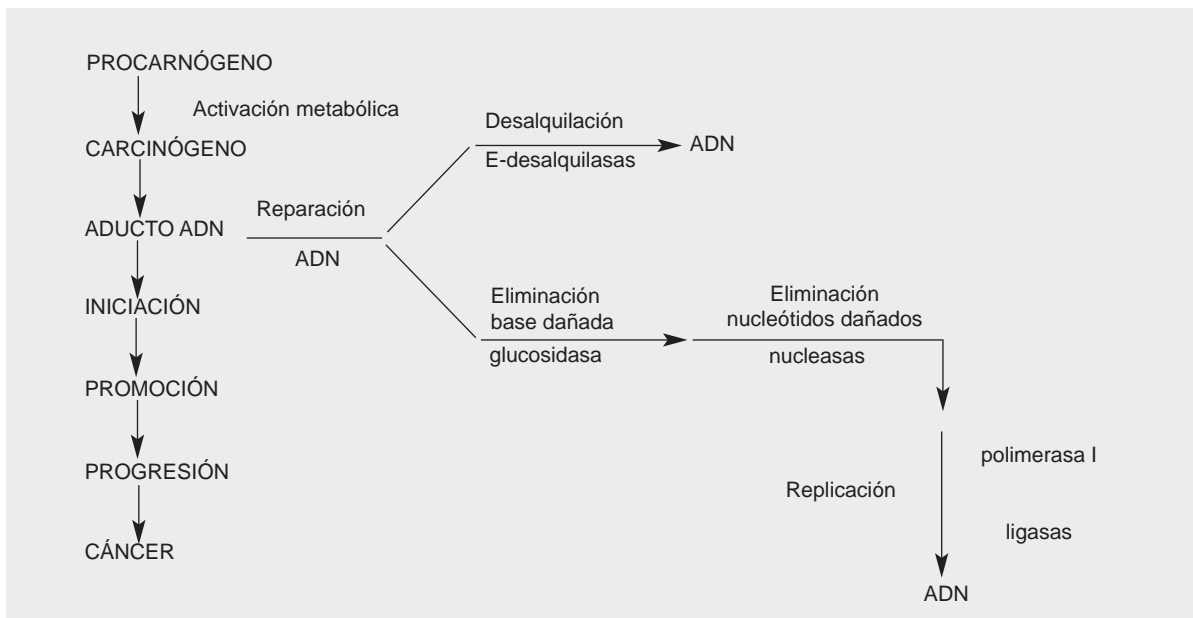 PROCARNÓGENO
Activación metabólica
CARCINÓGENO
ADUCTO ADN
INICIACIÓN
PROMOCIÓN
PROGRESIÓN
CÁNCER
Reparación
ADN
Desalquilación
E-desalquilasas
ADN
Eliminación
base dañada
glucosidasa
Eliminación
nucleótidos dañados
nucleasas
polimerasa I
Replicación
ligasas
ADN